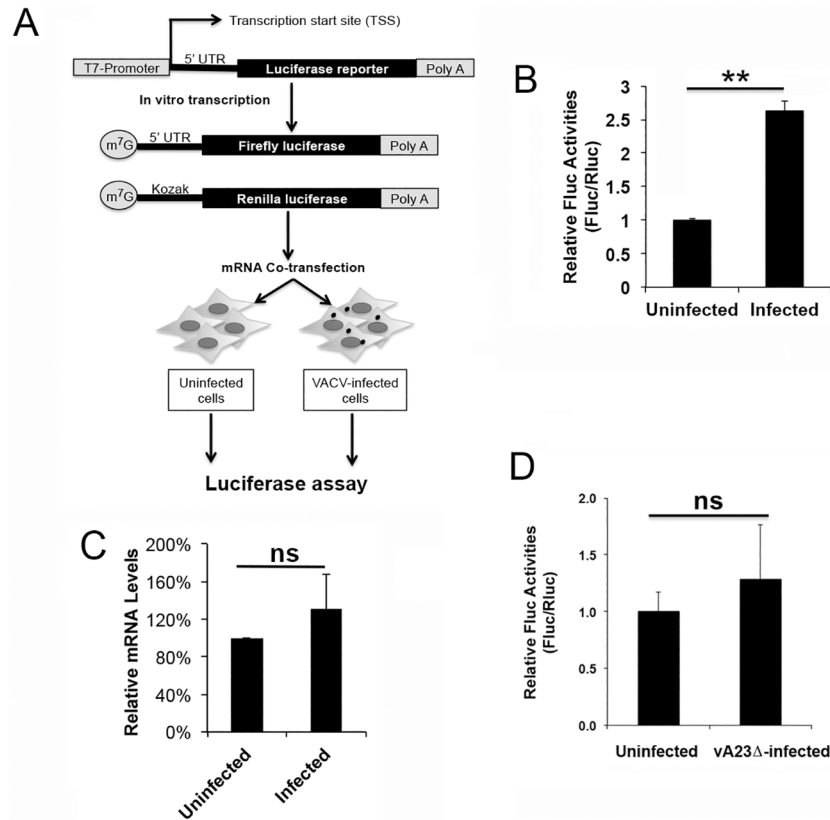 A
Transcription start site (TSS)
T7-Promoter
5’ UTR
Luciferase reporter
Poly A
In vitro transcription
m7G
5’ UTR
Firefly luciferase
Poly A
m7G
Kozak
Renilla luciferase
Poly A
mRNA Co-transfection
Uninfected
cells
VACV-infected
cells
Luciferase assay
B
Relative Fluc Activities
(Fluc/Rluc)
3
2.5
2
1.5
1
0.5
0
**
Uninfected
Infected
C
Relative mRNA Levels
200%
160%
120%
80%
40%
0%
ns
Uninfected
Infected
D
Relative Fluc Activities
(Fluc/Rluc)
2.0
1.5
1.0
0.5
0.0
ns
Uninfected
vA23Δ-infected